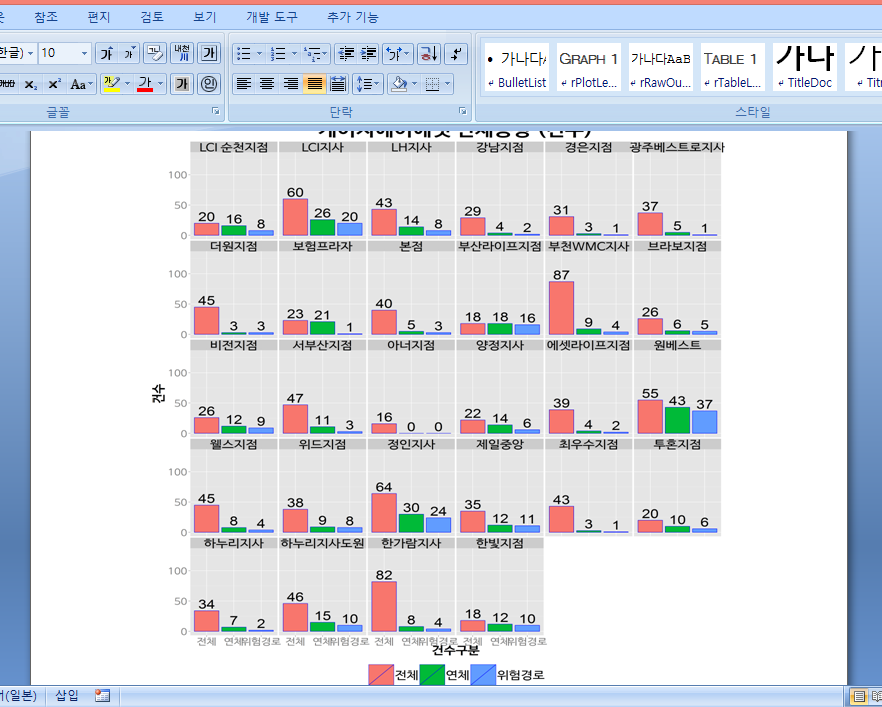 참조 편지 검토 보기 개발 도구 추가 기능
한글) 10 가 가 내천 가
abc X₂ X² Aa 가 가 가
가나다ㄹ GRAPH 1 가나다AaB TABLE 1 가나
BulletList rPlotLe... rRawOu... rTableL... TitleDoc
글꼴 단락 스타일
LCI 순천지점 LCI지사 LH지사 강남지점 경은지점 광주베스트로지사
100
50
0
20 16 8 60 26 20 43 14 8 29 4 2 31 3 1 37 5 1
더원지점 보험프라자 본점 부산라이프지점 부천WMC지사 브라보지점
100
50
0
45 3 3 23 21 1 40 5 3 18 18 16 87 9 4 26 6 5
비전지점 서부산지점 아너지점 양정지사 에셋라이프지점 원베스트
100
50
0
26 12 9 47 11 3 16 0 0 22 14 6 39 4 2 55 43 37
건수
웰스지점 위드지점 정인지사 제일중앙 최우수지점 투혼지점
100
50
0
45 8 4 38 9 8 64 30 24 35 12 11 43 3 1 20 10 6
하누리지사 하누리지사도원 한가람지사 한빛지점
100
50
0
34 7 2 46 15 10 82 8 4 18 12 10
전체 연체 위험경로 전체 연체 위험경로 전체 연체 위험경로 전체 연체 위험경로
건수구분
전체 연체 위험경로
(일본) 삽입